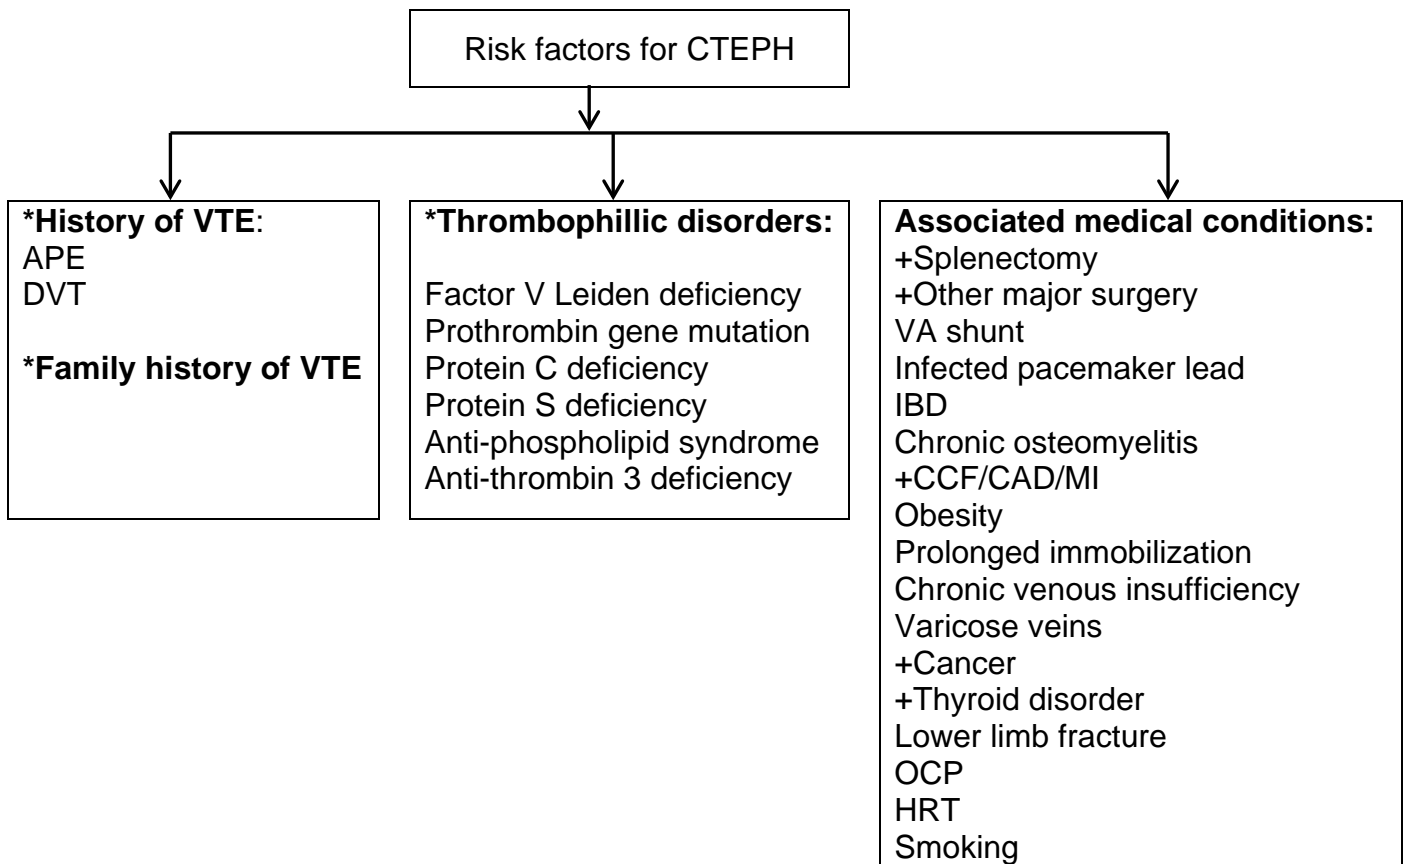 Risk factors for CTEPH
*History of VTE:
APE
DVT
*Family history of VTE
*Thrombophillic disorders:
Factor V Leiden deficiency
Prothrombin gene mutation
Protein C deficiency
Protein S deficiency
Anti-phospholipid syndrome
Anti-thrombin 3 deficiency
Associated medical conditions:
+Splenectomy
+Other major surgery
VA shunt
Infected pacemaker lead
IBD
Chronic osteomyelitis
+CCF/CAD/MI
Obesity
Prolonged immobilization
Chronic venous insufficiency
Varicose veins
+Cancer
+Thyroid disorder
Lower limb fracture
OCP
HRT
Smoking